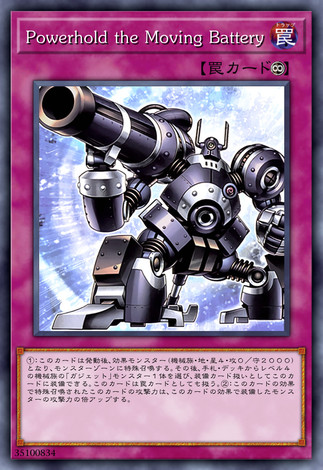 Powerhold the Moving Battery
トラップ
罠
【罠カード】
①:このカードは発動後、効果モンスター(機械族・地・星4・攻0/守2000)
となり、モンスターゾーンに特殊召喚する。その後、手札・デッキからレベル4
の機械族の「ガジェット」モンスター1体を選び、装備カード扱いとしてこのカー
ドに装備できる。このカードは罠カードとしても扱う。②:このカードの効果
で特殊召喚されたこのカードの攻撃力は、このカードの効果で装備したモンス
ターの攻撃力の倍アップする。
35100834